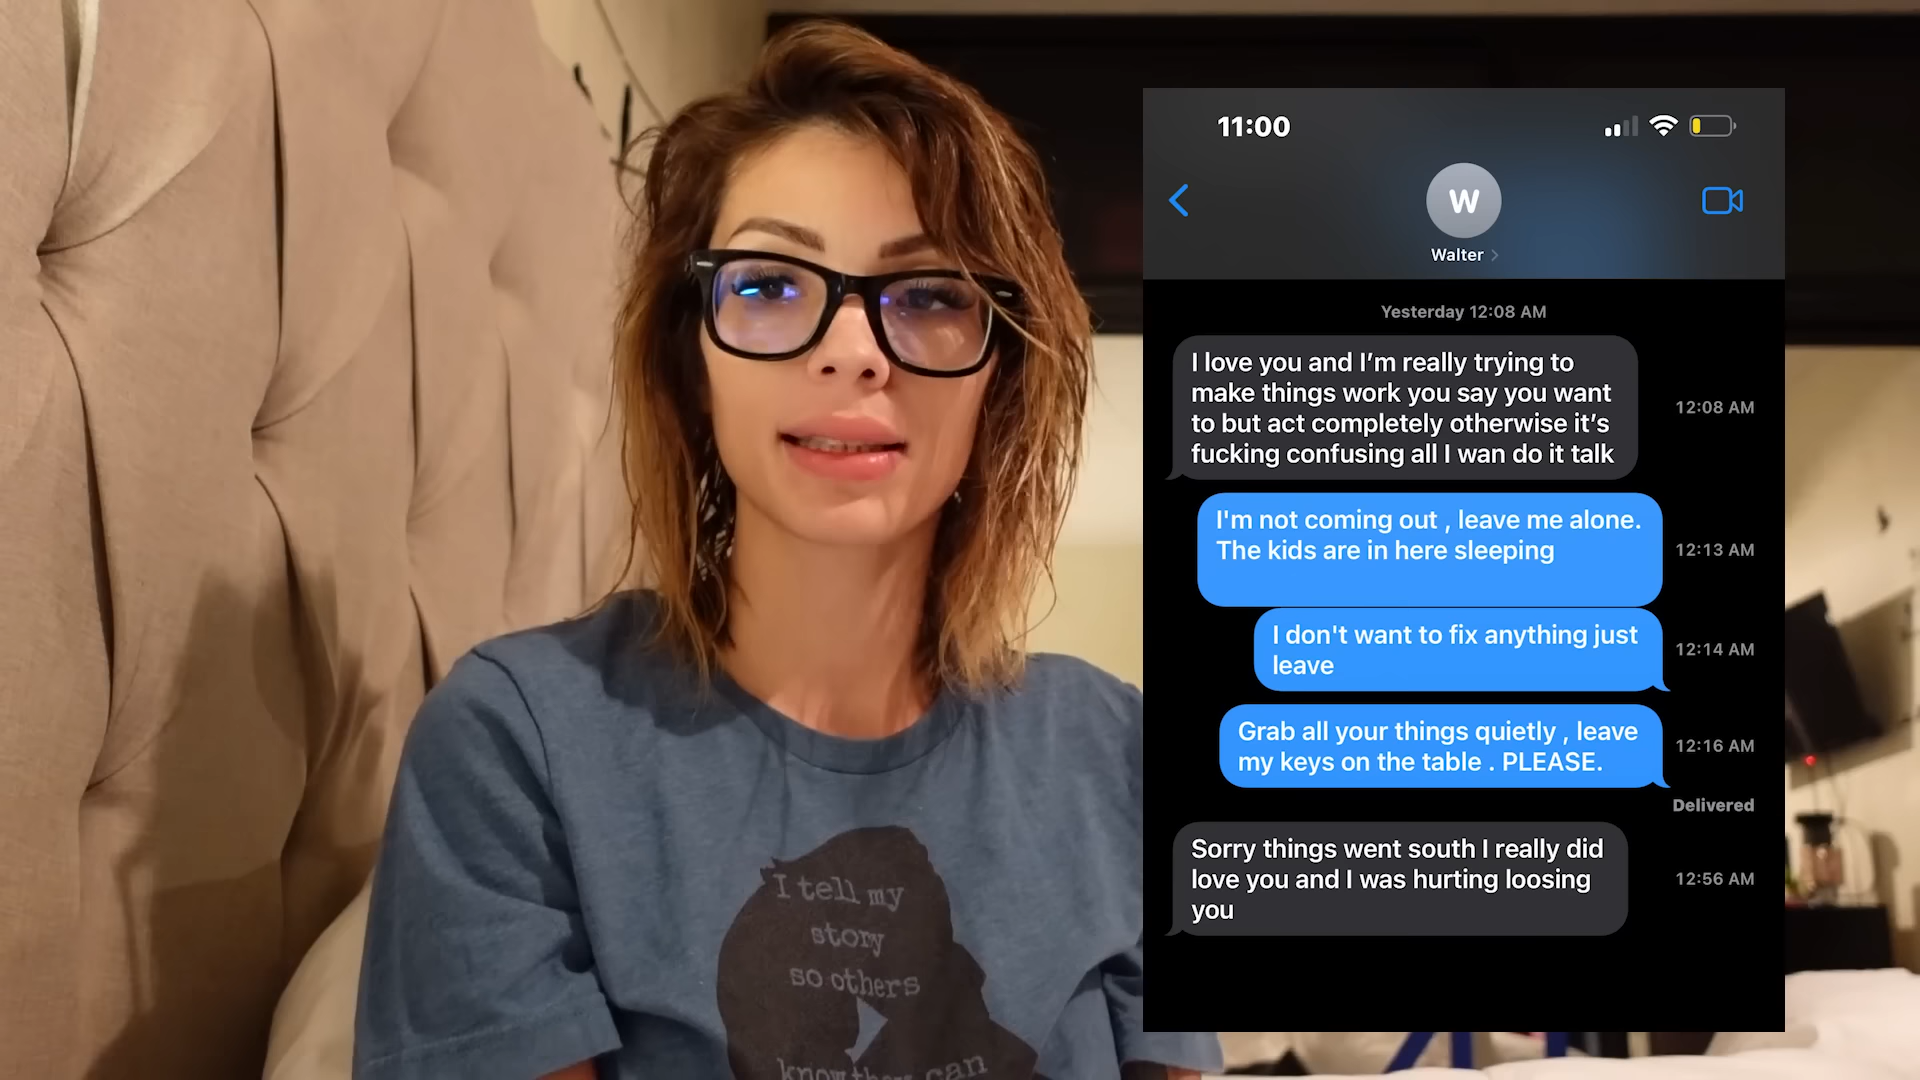 I tell my
story
so others
know they can
11:00
W
Walter
Yesterday 12:08 AM
I love you and I’m really trying to
make things work you say you want
to but act completely otherwise it’s
fucking confusing all I wan do it talk
12:08 AM
I'm not coming out , leave me alone.
The kids are in here sleeping
12:13 AM
I don't want to fix anything just
leave
12:14 AM
Grab all your things quietly , leave
my keys on the table . PLEASE.
12:16 AM
Delivered
Sorry things went south I really did
love you and I was hurting loosing
you
12:56 AM